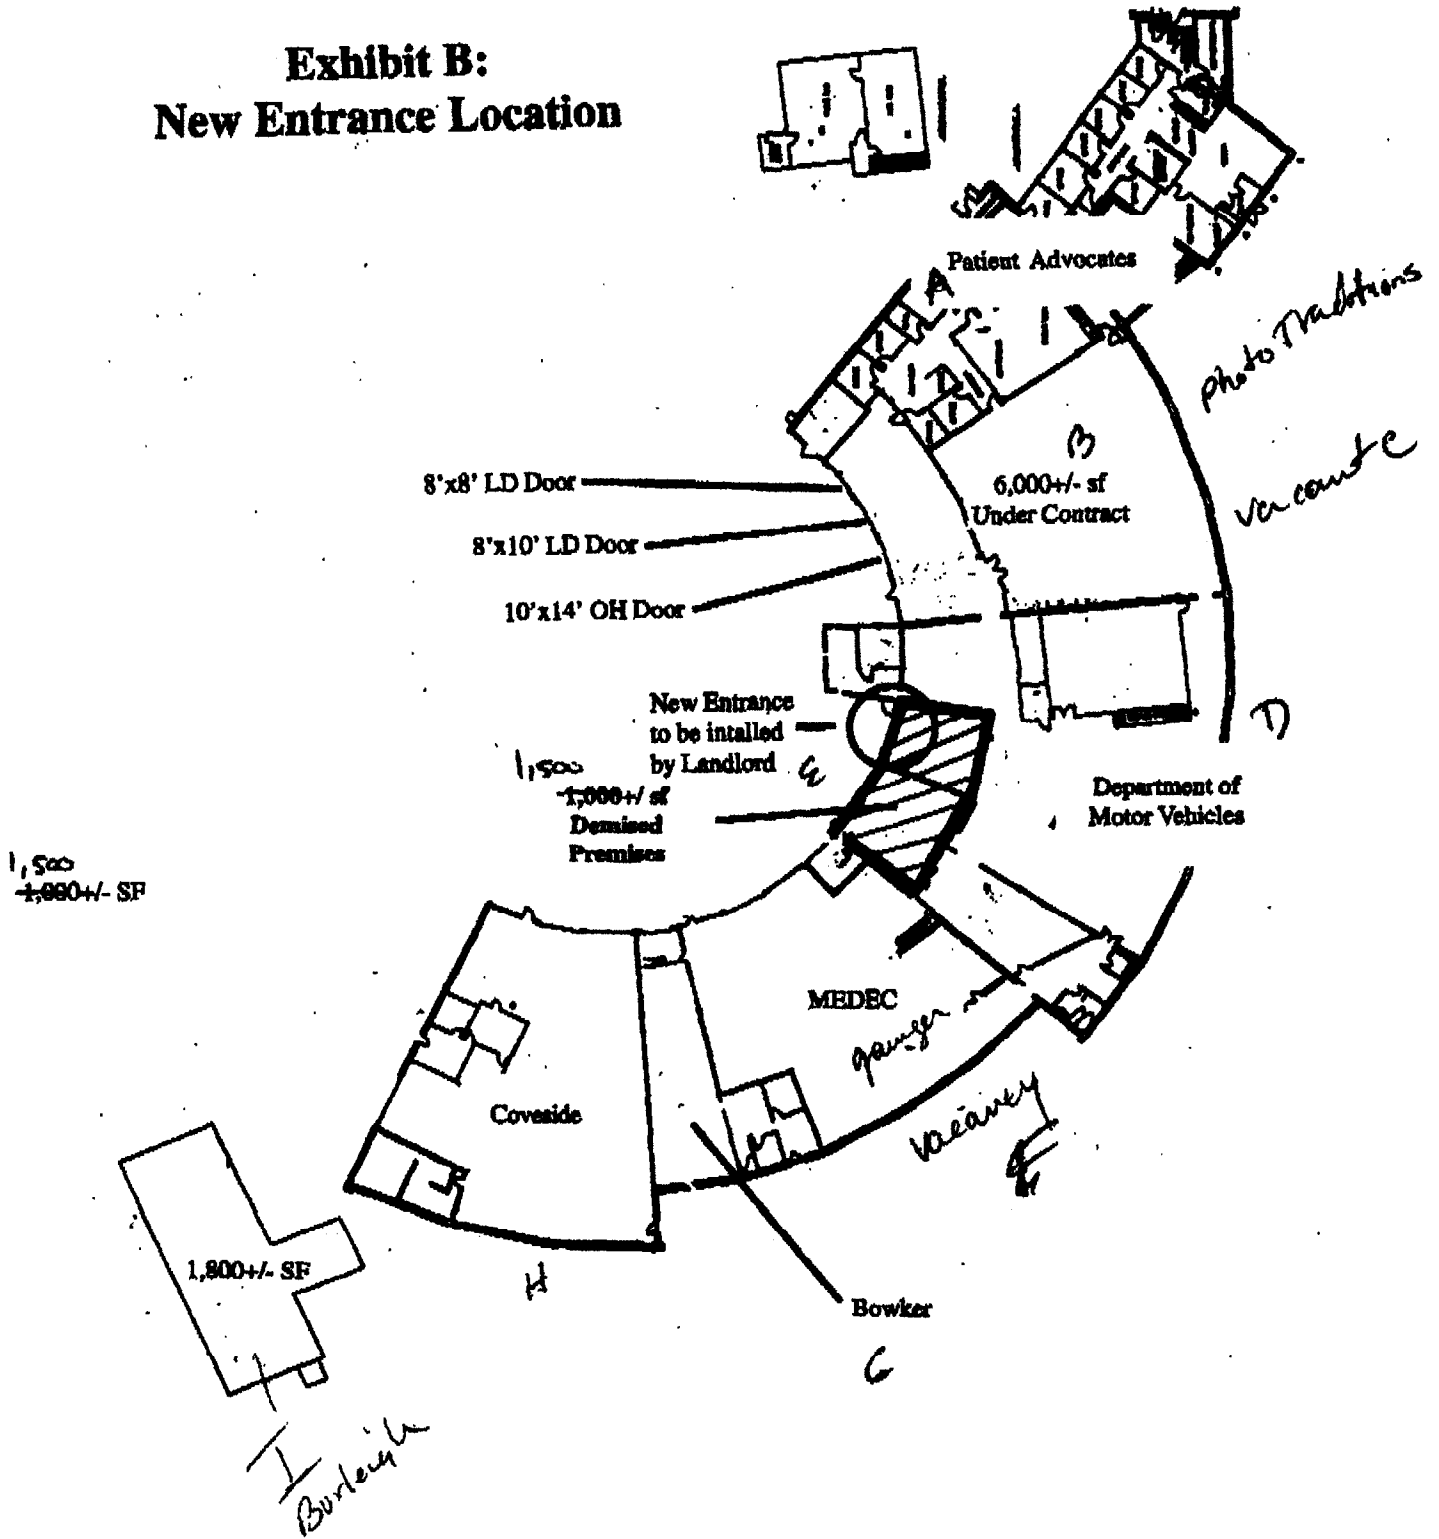 Exhibit B:
New Entrance Location
Patient Advocates
A
photo Traditions
B
6,000+/- sf
Under Contract
8'x8' LD Door
8'x10' LD Door
10'x14' OH Door
New Entrance
to be intalled
by Landlord
E
D
1,500
1,000+/ sf
Demised
Premises
Department of
Motor Vehicles
1,500
1,000+/- SF
MEDEC
Coveside
vacancy
1,800+/- SF
H
Bowker
G
I
Burleigh